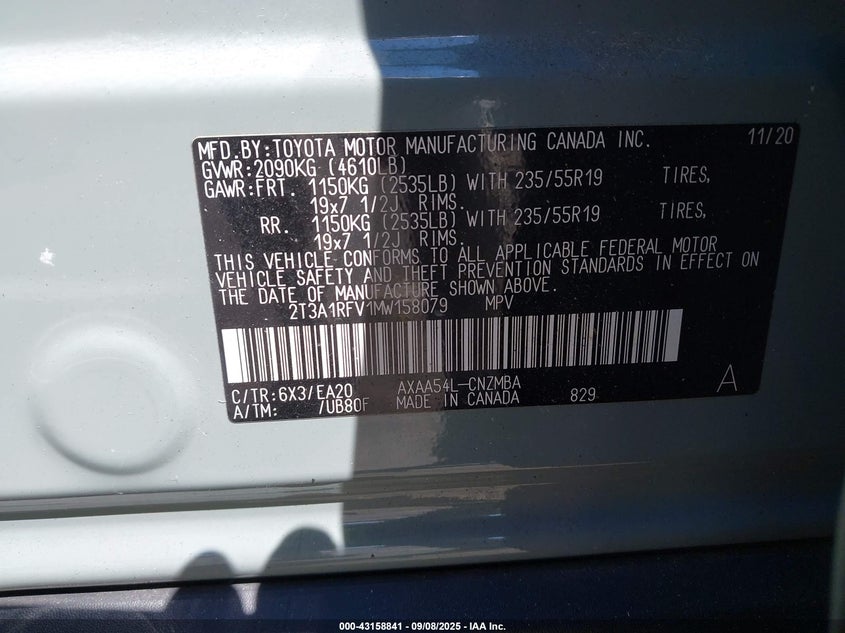 MFD.BY:TOYOTA MOTOR MANUFACTURING CANADA INC. 11/20
GVWR:2090KG (4610LB)
GAWR:FRT. 1150KG (2535LB) WITH 235/55R19 TIRES,
19x7 1/2J RIMS.
RR. 1150KG (2535LB) WITH 235/55R19 TIRES,
19x7 1/2J RIMS.
THIS VEHICLE CONFORMS TO ALL APPLICABLE FEDERAL MOTOR
VEHICLE SAFETY AND THEFT PREVENTION STANDARDS IN EFFECT ON
THE DATE OF MANUFACTURE SHOWN ABOVE.
2T3A1RFV1MW158079 MPV
C/TR:6X3/EA20 AXAA54L-CNZMBA A
A/TM: /UB80F MADE IN CANADA 829
000-43158841 - 09/08/2025 - IAA Inc.